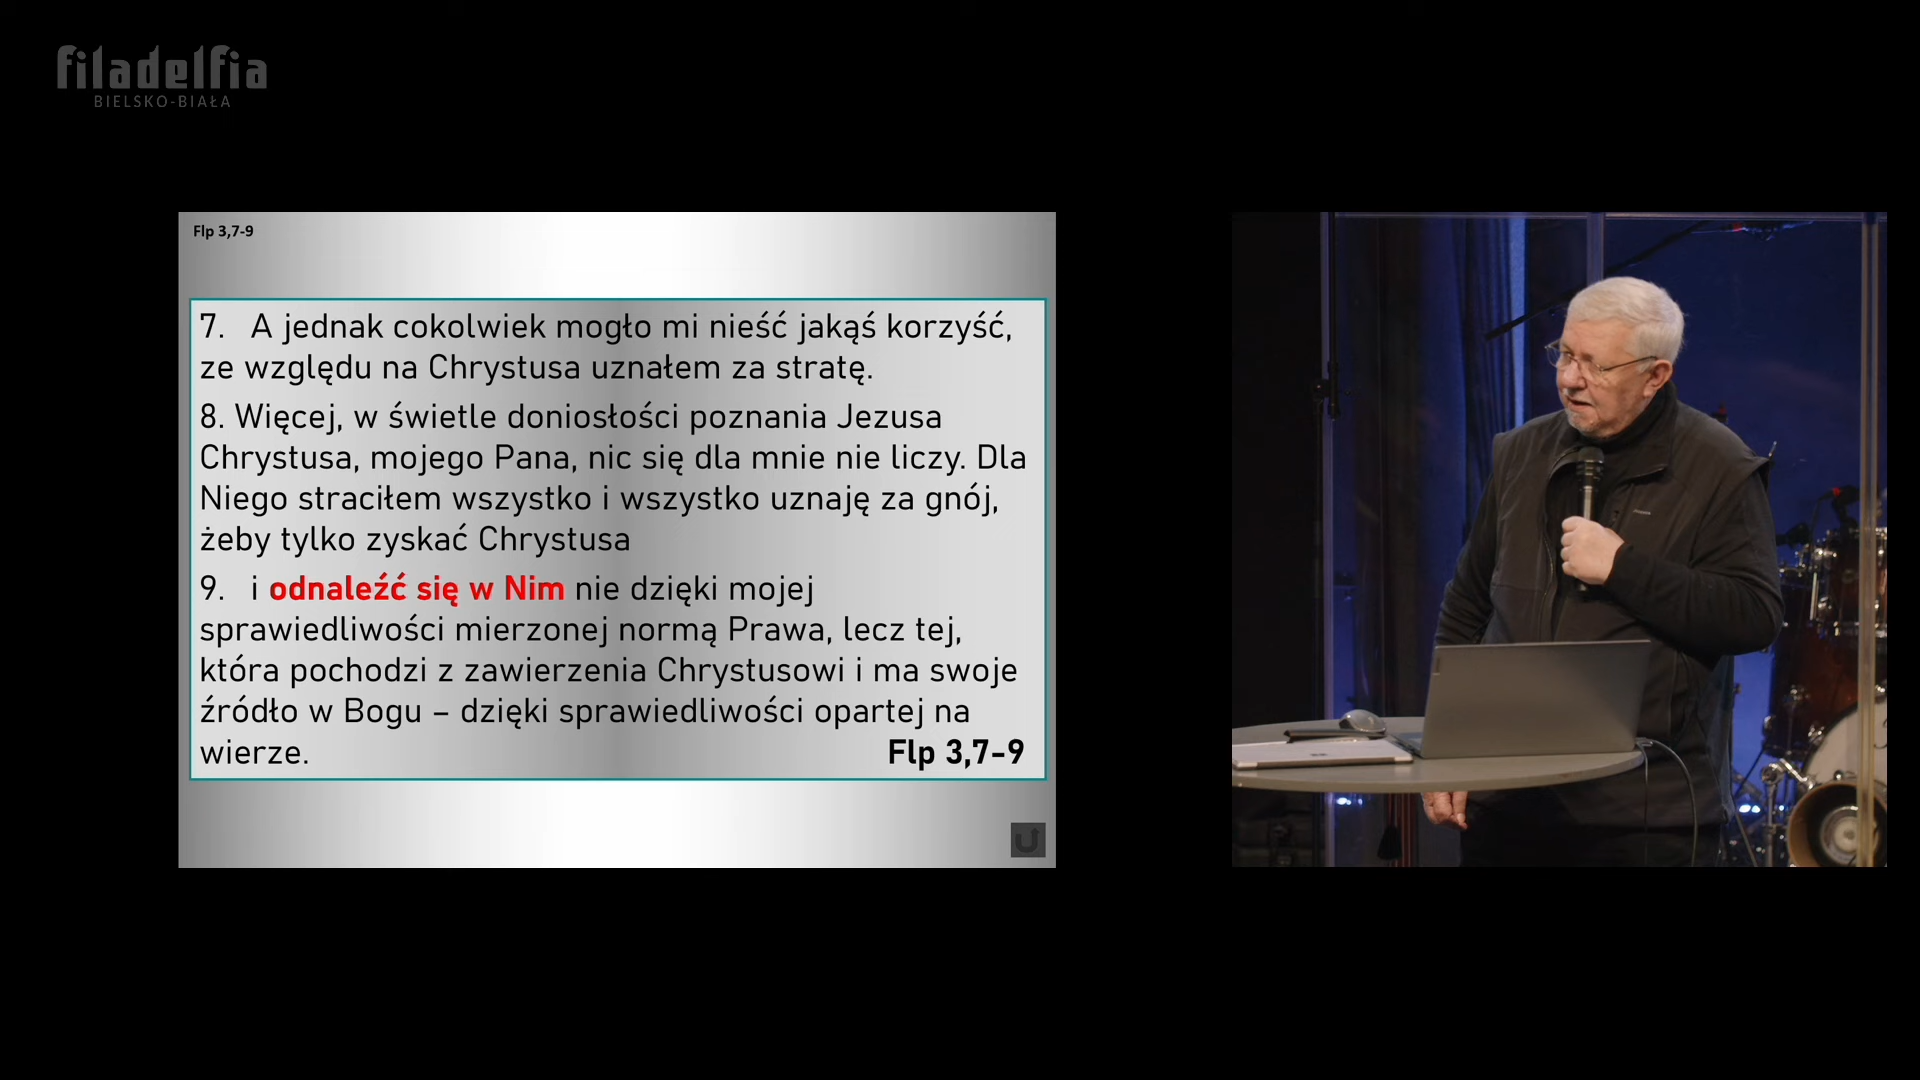 filadelfia
BIELSKO-BIAŁA
Flp 3,7-9
7. A jednak cokolwiek mogło mi nieść jakąś korzyść,
ze względu na Chrystusa uznałem za stratę.
8. Więcej, w świetle doniosłości poznania Jezusa
Chrystusa, mojego Pana, nic się dla mnie nie liczy. Dla
Niego straciłem wszystko i wszystko uznaję za gnój,
żeby tylko zyskać Chrystusa
9. i odnaleźć się w Nim nie dzięki mojej
sprawiedliwości mierzonej normą Prawa, lecz tej,
która pochodzi z zawierzenia Chrystusowi i ma swoje
źródło w Bogu – dzięki sprawiedliwości opartej na
wierze. Flp 3,7-9